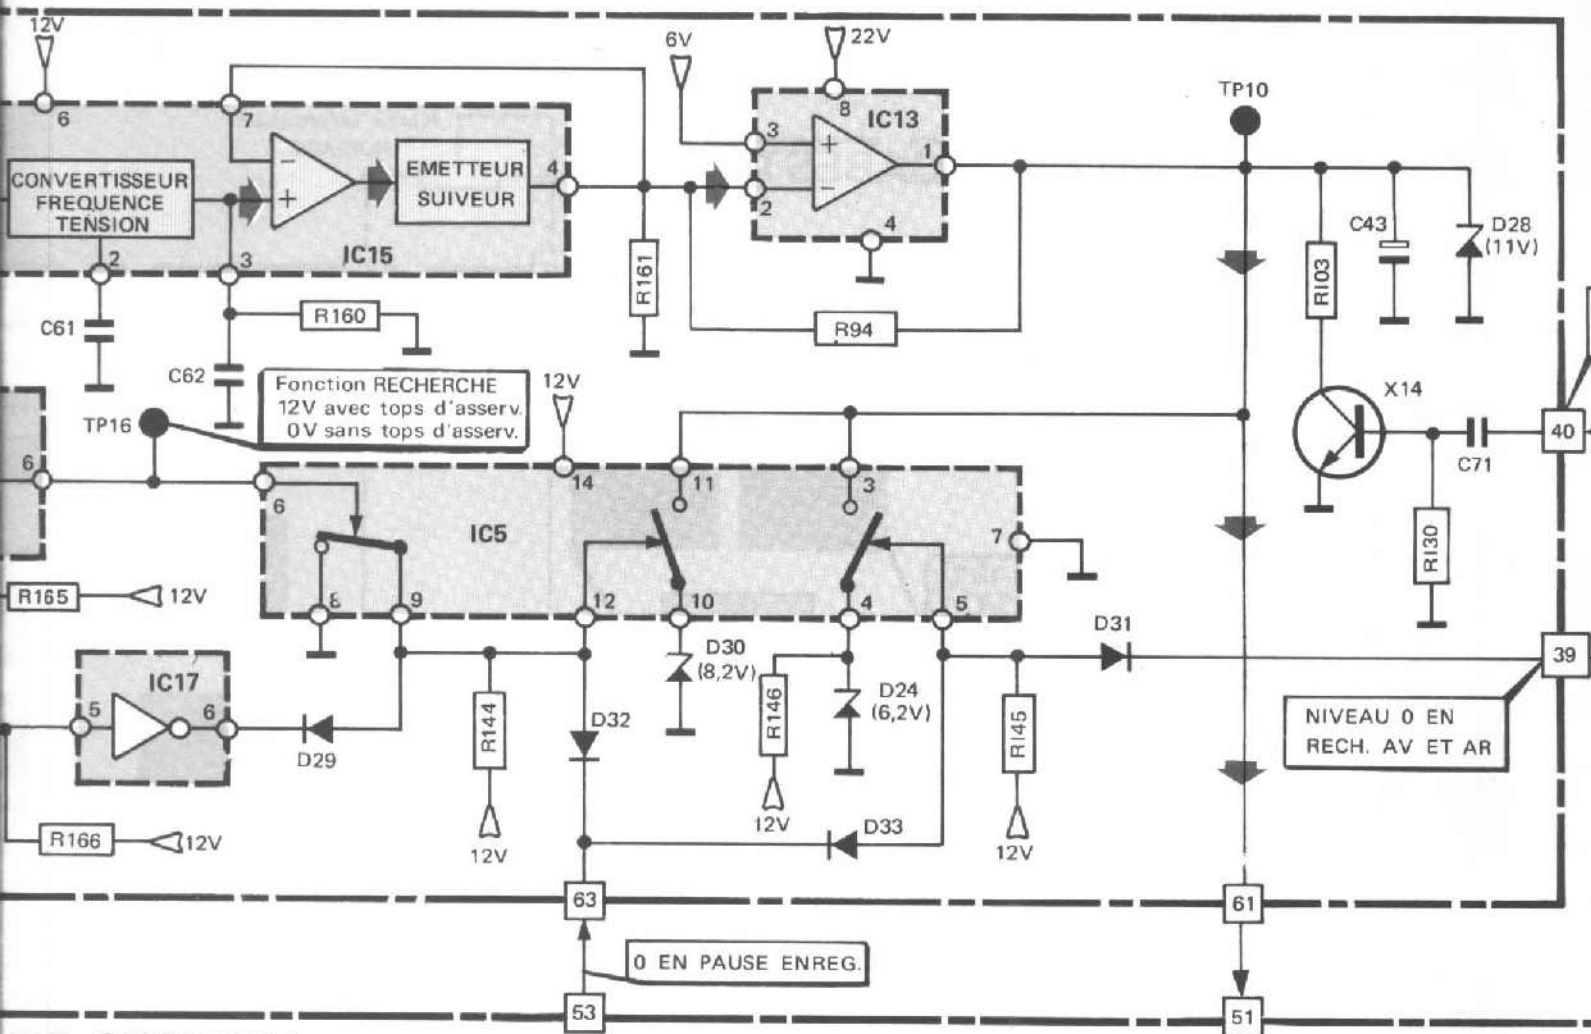 12V
6V
22V
TP10
6
7
8
IC13
3
+
−
1
2
4
CONVERTISSEUR
FREQUENCE
TENSION
−
+
EMETTEUR
SUIVEUR
4
IC15
2
3
R161
C43
D28
(11V)
R103
C61
R160
R94
C62
Fonction RECHERCHE
12V avec tops d'asserv.
0V sans tops d'asserv.
12V
X14
TP16
40
C71
6
6
14
11
3
IC5
7
R130
R165
12V
8
9
12
10
4
5
D31
39
IC17
5
6
D30
(8,2V)
D24
(6,2V)
R144
D32
R146
R145
D29
NIVEAU 0 EN
RECH. AV ET AR
R166
12V
12V
12V
D33
12V
63
61
0 EN PAUSE ENREG.
53
51